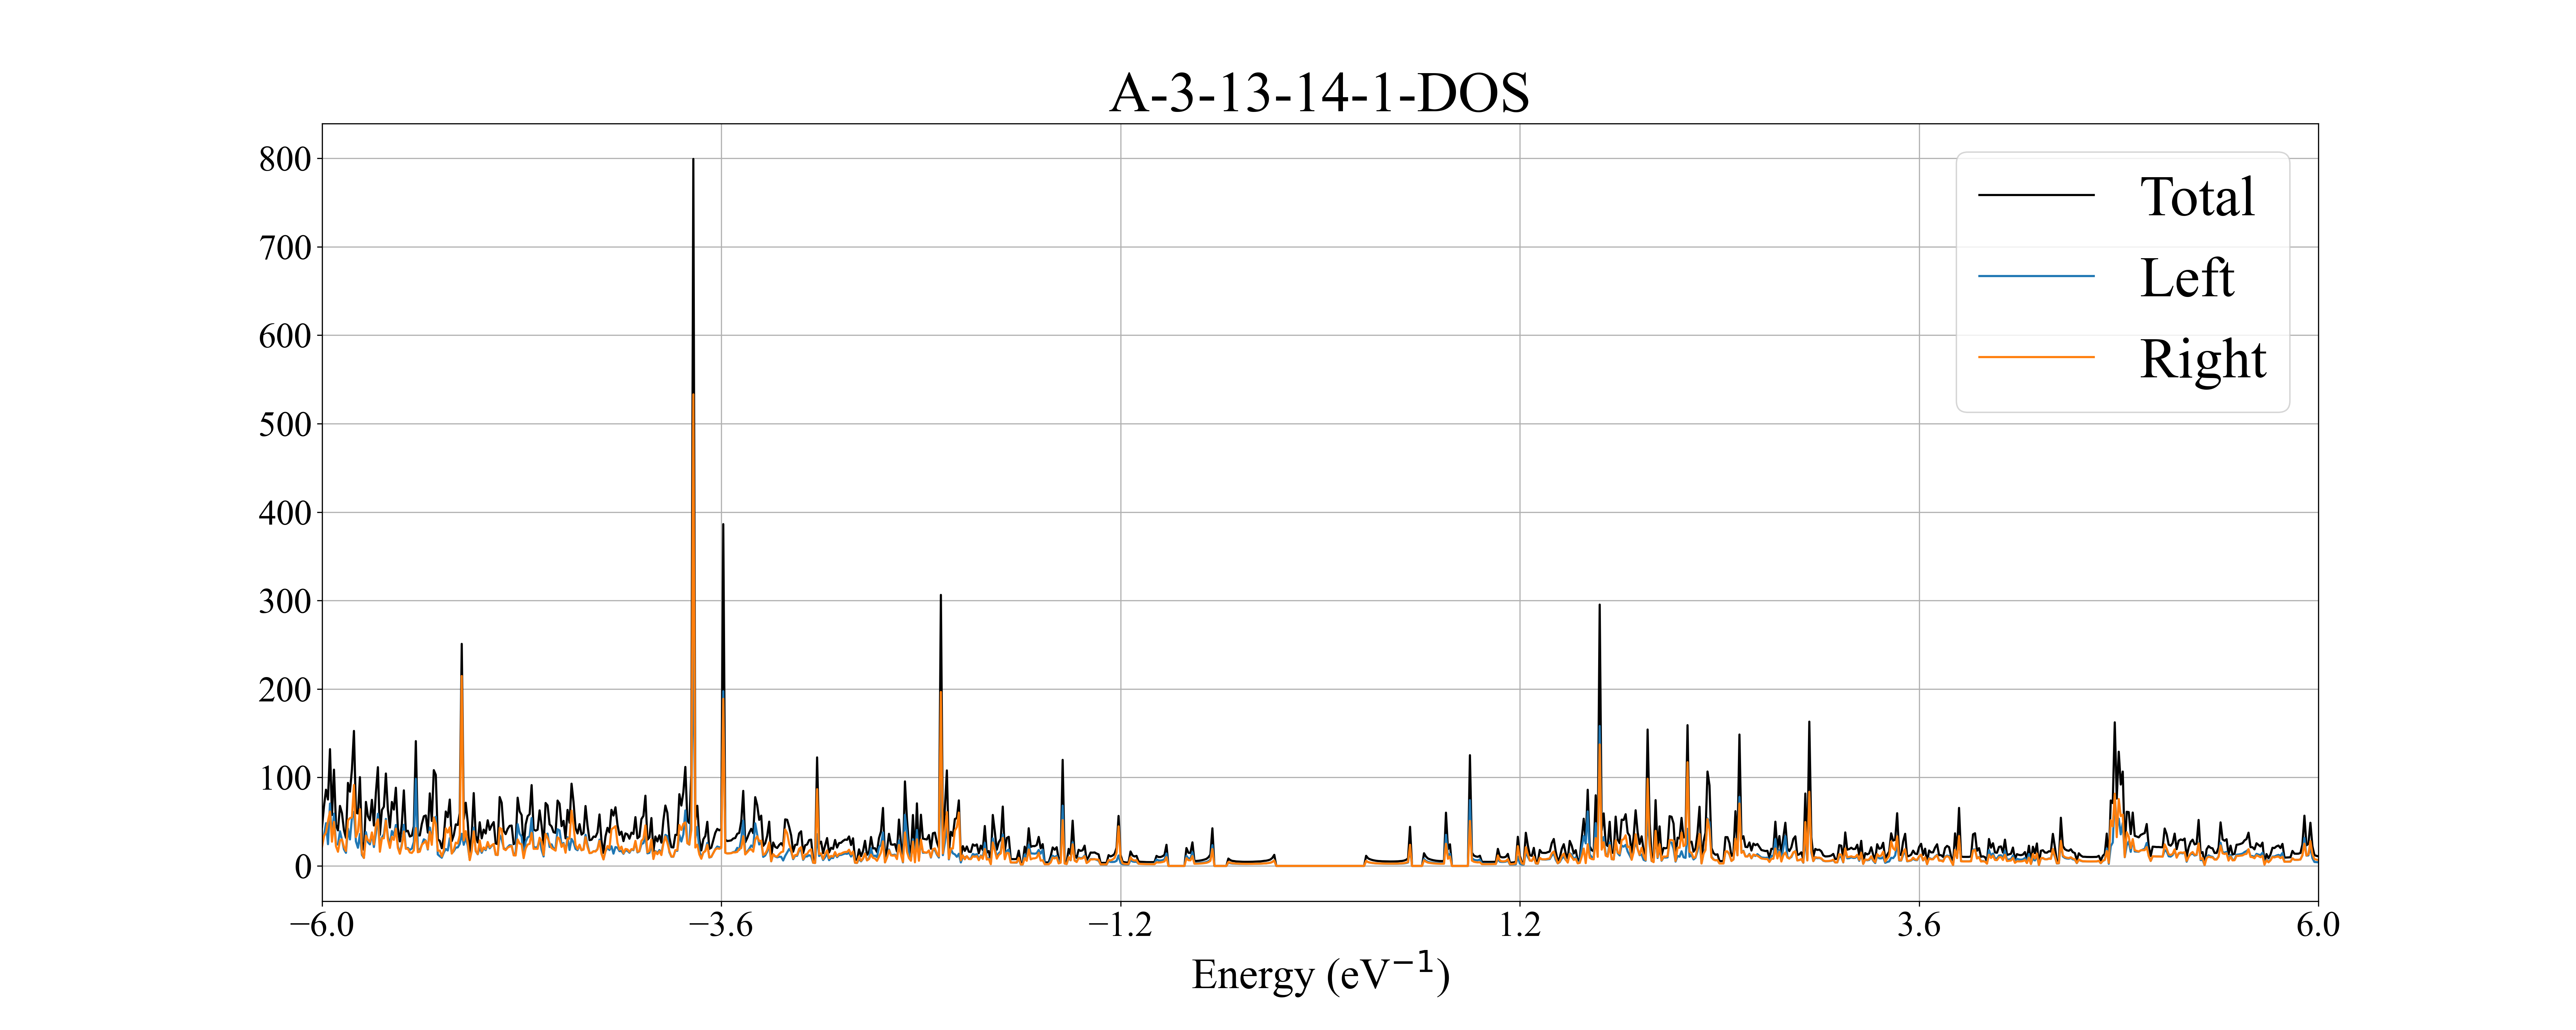 A-3-13-14-1-DOS
800
700
600
500
400
300
200
100
0
Total
Left
Right
−6.0 −3.6 −1.2 1.2 3.6 6.0
Energy (eV⁻¹)